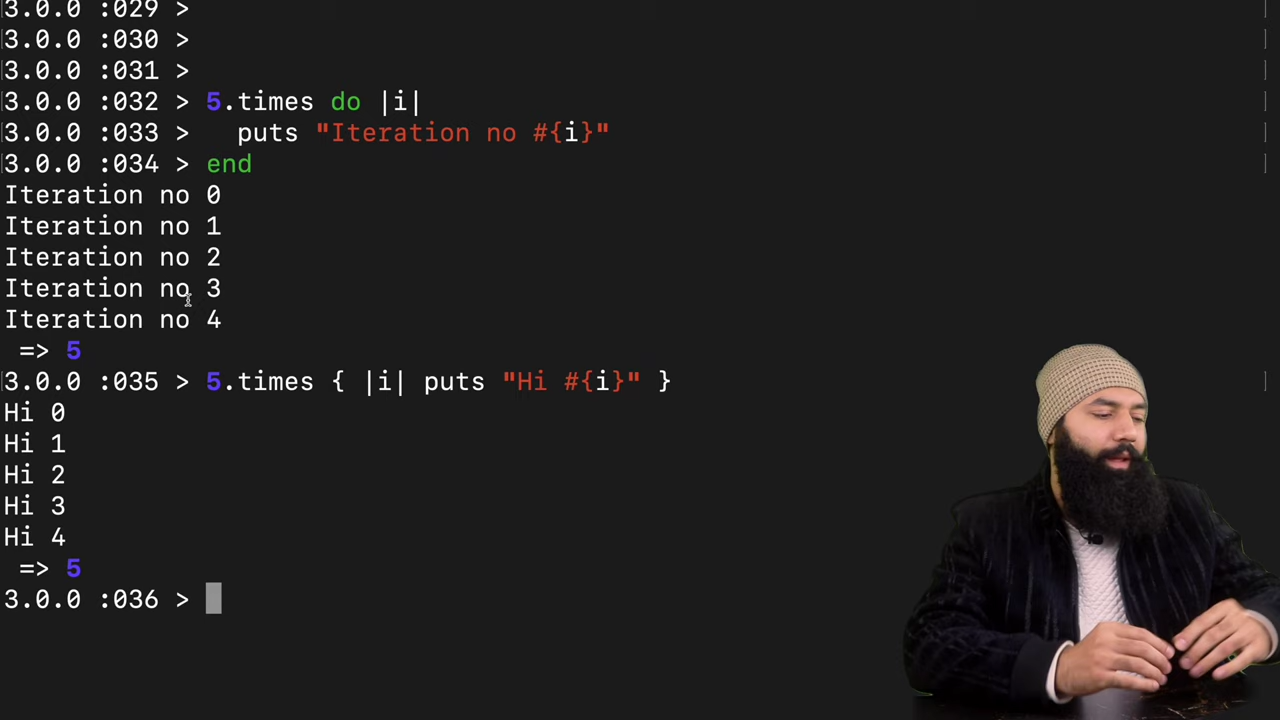 3.0.0 :029 >
3.0.0 :030 >
3.0.0 :031 >
3.0.0 :032 > 5.times do |i|
3.0.0 :033 >   puts "Iteration no #{i}"
3.0.0 :034 > end
Iteration no 0
Iteration no 1
Iteration no 2
Iteration no 3
Iteration no 4
 => 5
3.0.0 :035 > 5.times { |i| puts "Hi #{i}" }
Hi 0
Hi 1
Hi 2
Hi 3
Hi 4
 => 5
3.0.0 :036 >